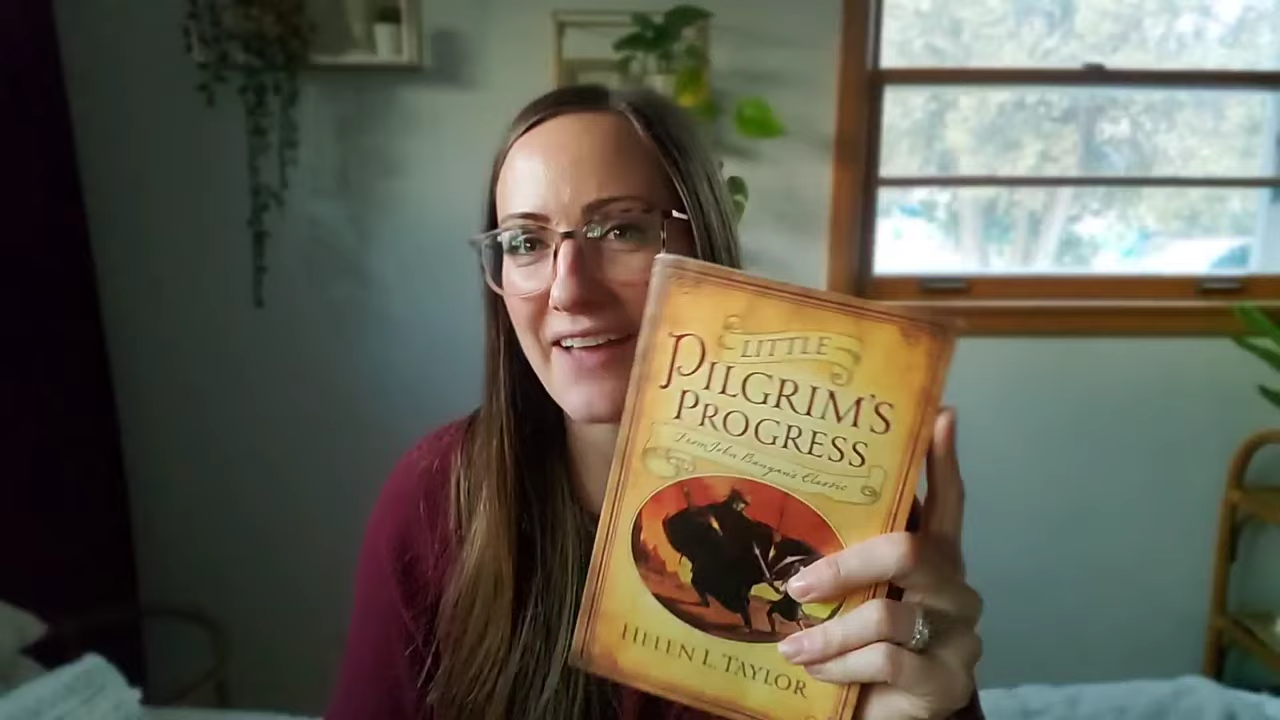 LITTLE
PILGRIM'S
PROGRESS
From John Bunyan's Classic
HELEN L. TAYLOR